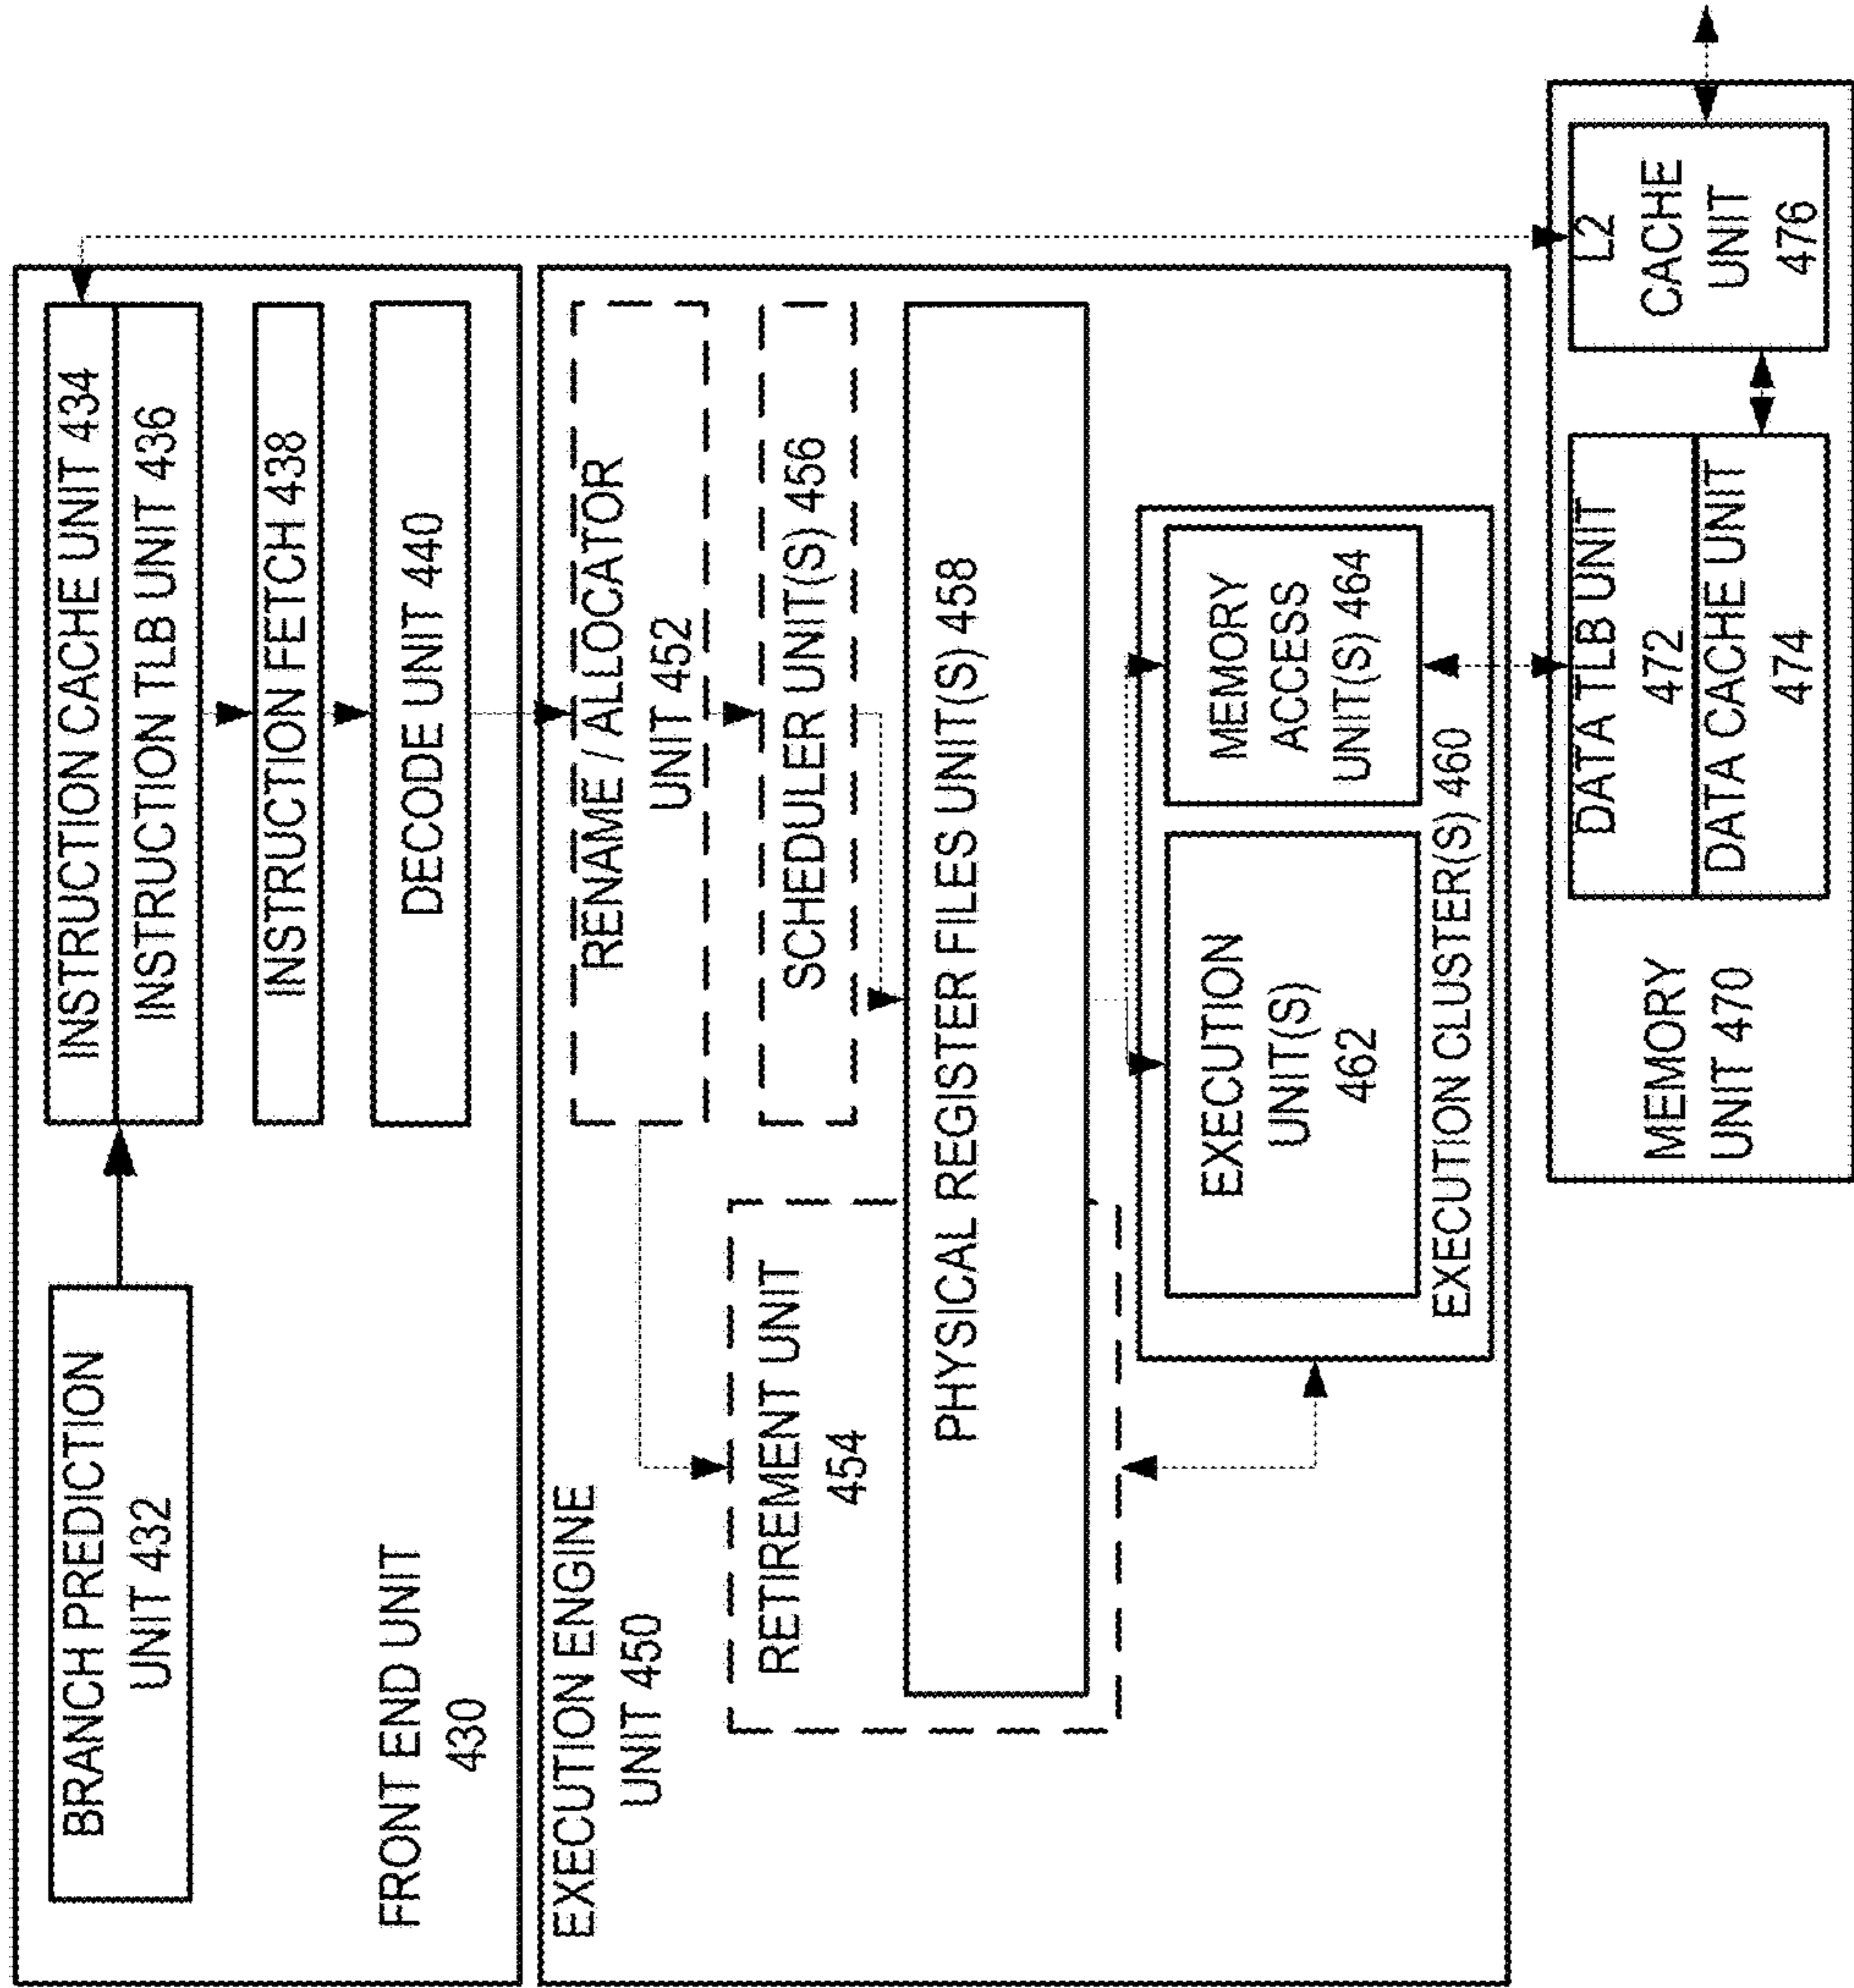 BRANCH PREDICTION
UNIT 432
INSTRUCTION CACHE UNIT 434
INSTRUCTION TLB UNIT 436
INSTRUCTION FETCH 438
DECODE UNIT 440
FRONT END UNIT
430
EXECUTION ENGINE
UNIT 450
RENAME / ALLOCATOR
UNIT 452
RETIREMENT UNIT
454
SCHEDULER UNIT(S) 456
PHYSICAL REGISTER FILES UNIT(S) 458
EXECUTION
UNIT(S)
462
MEMORY
ACCESS
UNIT(S) 464
EXECUTION CLUSTER(S) 460
MEMORY
UNIT 470
DATA TLB UNIT
472
DATA CACHE UNIT
474
L2
CACHE
UNIT
476